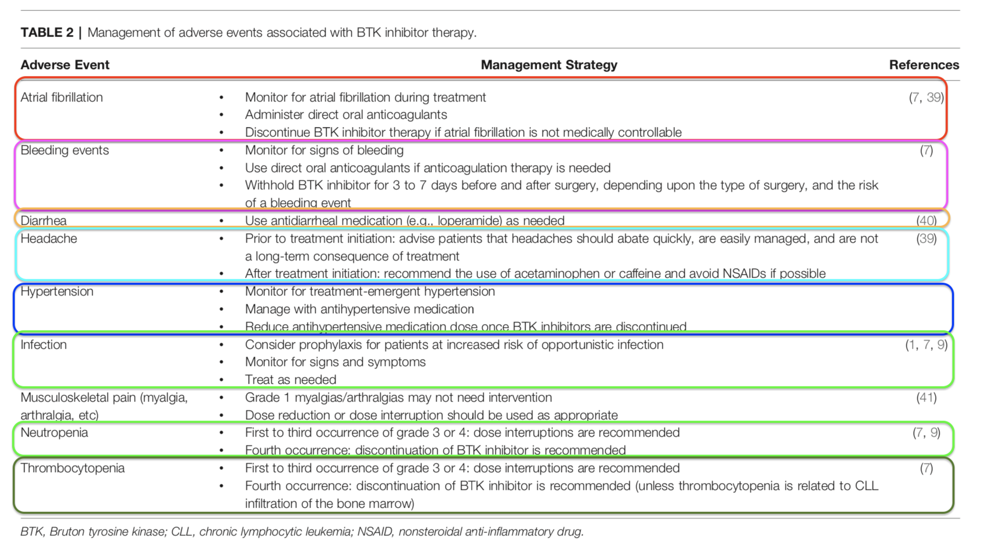 TABLE 2 | Management of adverse events associated with BTK inhibitor therapy.
Adverse Event Management Strategy References
Atrial fibrillation • Monitor for atrial fibrillation during treatment (7, 39)
• Administer direct oral anticoagulants
• Discontinue BTK inhibitor therapy if atrial fibrillation is not medically controllable
Bleeding events • Monitor for signs of bleeding (7)
• Use direct oral anticoagulants if anticoagulation therapy is needed
• Withhold BTK inhibitor for 3 to 7 days before and after surgery, depending upon the type of surgery, and the risk
of a bleeding event
Diarrhea • Use antidiarrheal medication (e.g., loperamide) as needed (40)
Headache • Prior to treatment initiation: advise patients that headaches should abate quickly, are easily managed, and are not (39)
a long-term consequence of treatment
• After treatment initiation: recommend the use of acetaminophen or caffeine and avoid NSAIDs if possible
Hypertension • Monitor for treatment-emergent hypertension
• Manage with antihypertensive medication
• Reduce antihypertensive medication dose once BTK inhibitors are discontinued
Infection • Consider prophylaxis for patients at increased risk of opportunistic infection (1, 7, 9)
• Monitor for signs and symptoms
• Treat as needed
Musculoskeletal pain (myalgia, • Grade 1 myalgias/arthralgias may not need intervention (41)
arthralgia, etc) • Dose reduction or dose interruption should be used as appropriate
Neutropenia • First to third occurrence of grade 3 or 4: dose interruptions are recommended (7, 9)
• Fourth occurrence: discontinuation of BTK inhibitor is recommended
Thrombocytopenia • First to third occurrence of grade 3 or 4: dose interruptions are recommended (7)
• Fourth occurrence: discontinuation of BTK inhibitor is recommended (unless thrombocytopenia is related to CLL
infiltration of the bone marrow)
BTK, Bruton tyrosine kinase; CLL, chronic lymphocytic leukemia; NSAID, nonsteroidal anti-inflammatory drug.